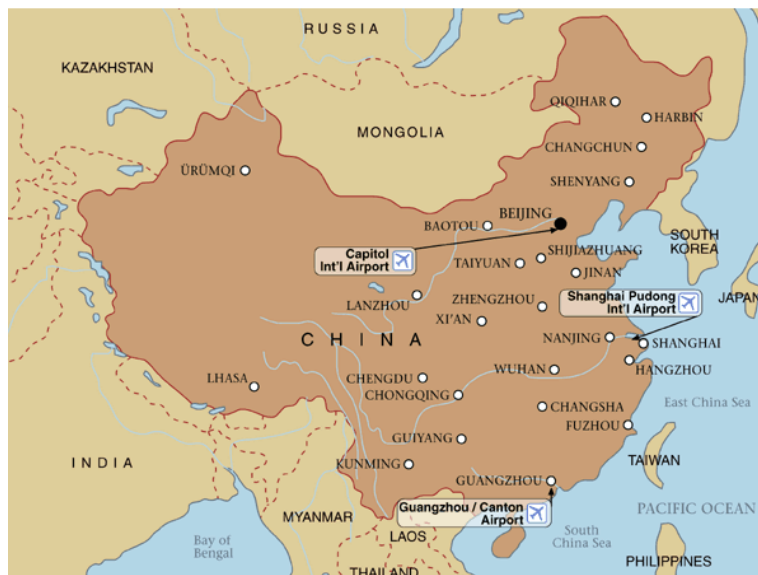 RUSSIA
KAZAKHSTAN
MONGOLIA
QIQIHAR
HARBIN
CHANGCHUN
ÜRÜMQI
SHENYANG
BEIJING
BAOTOU
SOUTH
KOREA
Capitol
Int'l Airport
SHIJIAZHUANG
TAIYUAN
JINAN
LANZHOU
ZHENGZHOU
Shanghai Pudong
Int'l Airport
JAPAN
XI'AN
CHINA
NANJING
SHANGHAI
HANGZHOU
WUHAN
LHASA
CHENGDU
CHONGQING
East China Sea
CHANGSHA
FUZHOU
GUIYANG
INDIA
KUNMING
TAIWAN
GUANGZHOU
Guangzhou / Canton
Airport
MYANMAR
PACIFIC OCEAN
LAOS
South
China Sea
Bay of
Bengal
PHILIPPINES
THAILAND